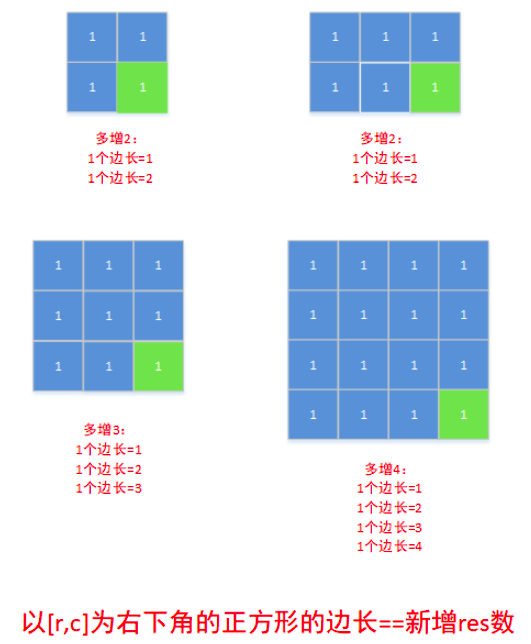 1 1 1 1 1
1 1 1 1 1
多增2： 多增2：
1个边长=1 1个边长=1
1个边长=2 1个边长=2
1 1 1 1 1 1 1
1 1 1 1 1 1 1
1 1 1 1 1 1 1
1 1 1 1
多增3：
1个边长=1
1个边长=2
1个边长=3
多增4：
1个边长=1
1个边长=2
1个边长=3
1个边长=4
以[r,c]为右下角的正方形的边长==新增res数